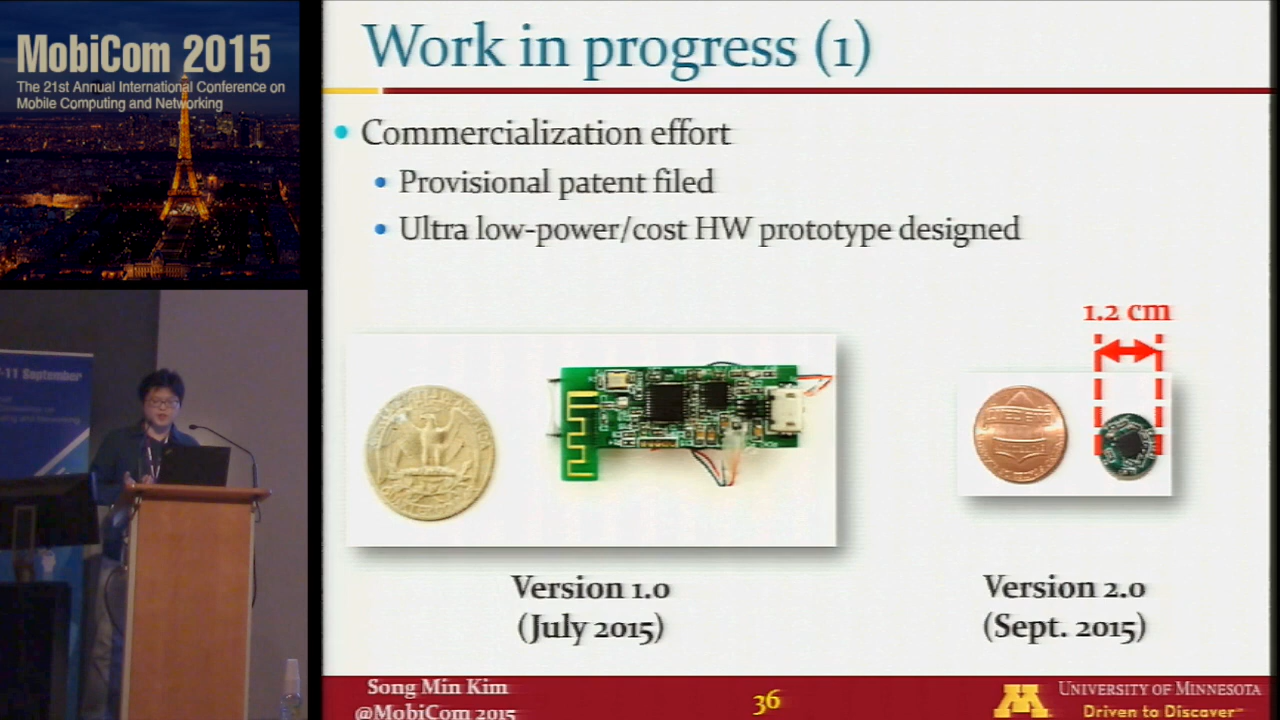 MobiCom 2015
The 21st Annual International Conference on
Mobile Computing and Networking
Work in progress (1)
Commercialization effort
Provisional patent filed
Ultra low-power/cost HW prototype designed
1.2 cm
Version 1.0
(July 2015)
Version 2.0
(Sept. 2015)
Song Min Kim
@MobiCom 2015
36
UNIVERSITY OF MINNESOTA
Driven to Discover
11 September